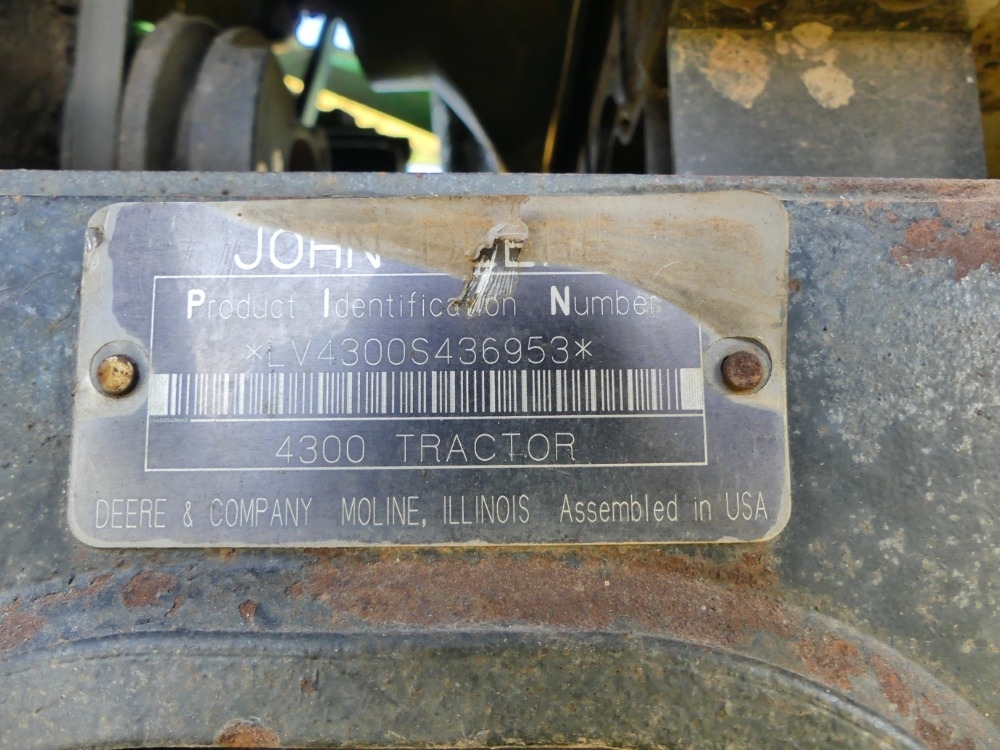 JOHN
Product Identification Number
*LV4300S436953*
4300 TRACTOR
DEERE & COMPANY MOLINE, ILLINOIS Assembled in USA